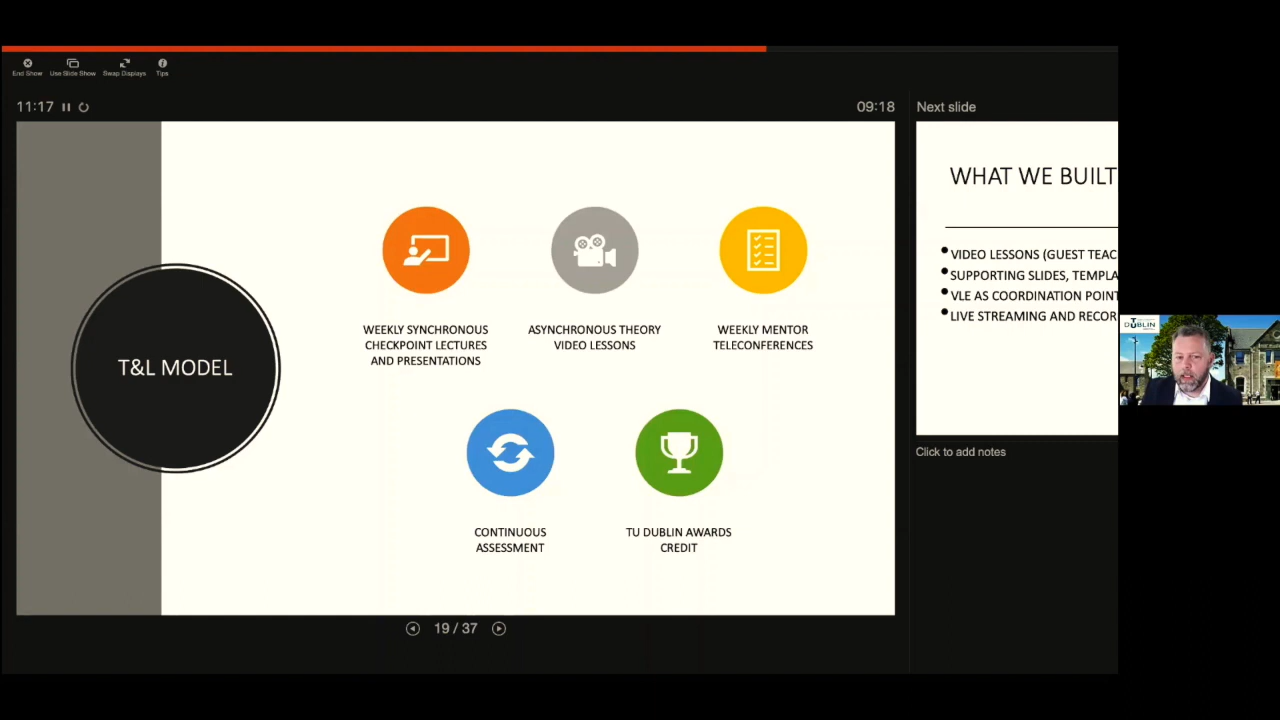 End Show Use Slide Show Swap Displays Tips
11:17 09:18
Next slide
T&L MODEL
WEEKLY SYNCHRONOUS
CHECKPOINT LECTURES
AND PRESENTATIONS
ASYNCHRONOUS THEORY
VIDEO LESSONS
WEEKLY MENTOR
TELECONFERENCES
CONTINUOUS
ASSESSMENT
TU DUBLIN AWARDS
CREDIT
19 / 37
WHAT WE BUILT
VIDEO LESSONS (GUEST TEAC
SUPPORTING SLIDES, TEMPLA
VLE AS COORDINATION POINT
LIVE STREAMING AND RECOR
Click to add notes
DUBLIN